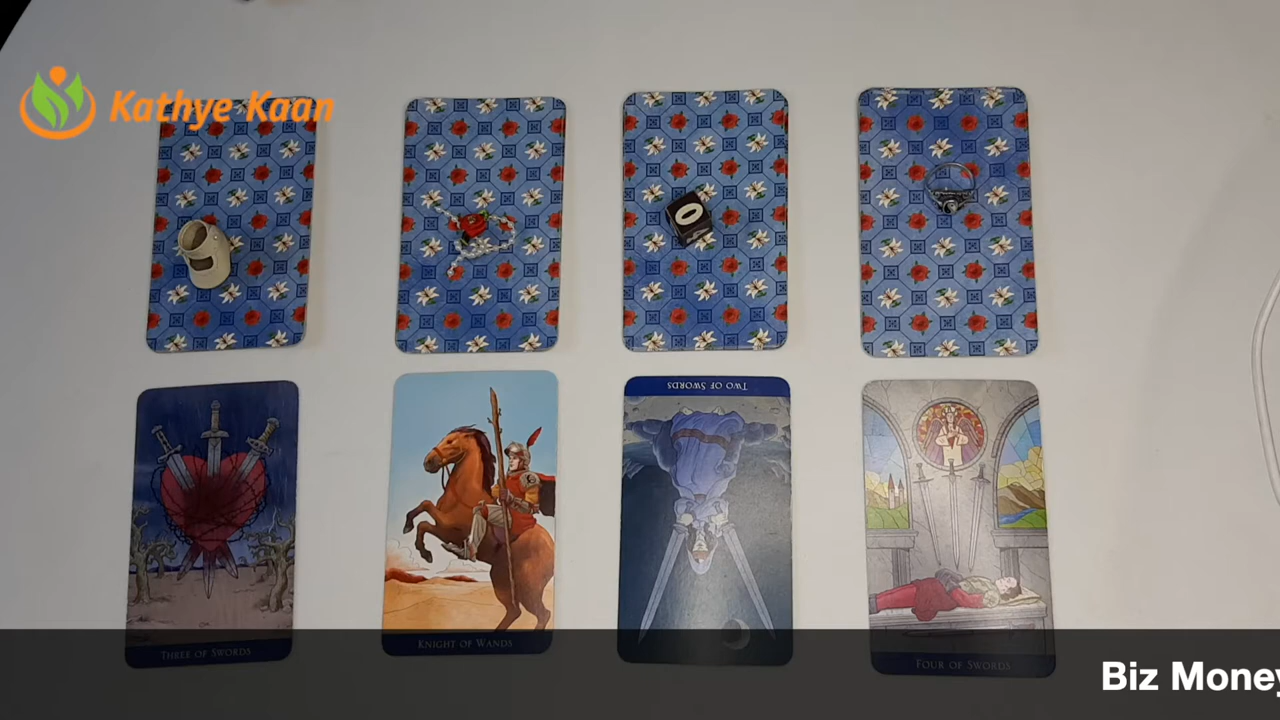 Kathye Kaan
TWO OF SWORDS
THREE OF SWORDS
KNIGHT OF WANDS
FOUR OF SWORDS
Biz Money